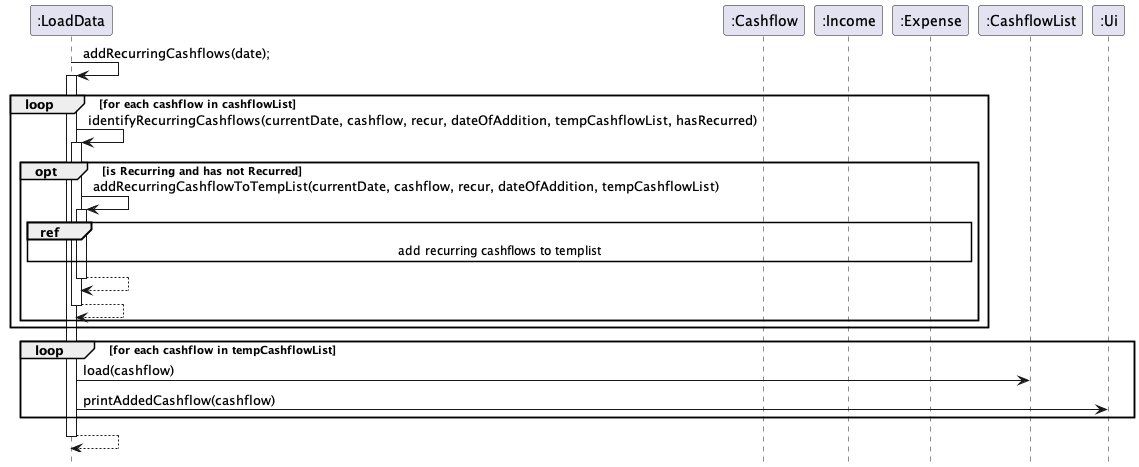 :LoadData :Cashflow :Income :Expense :CashflowList :Ui
addRecurringCashflows(date);
loop [for each cashflow in cashflowList]
identifyRecurringCashflows(currentDate, cashflow, recur, dateOfAddition, tempCashflowList, hasRecurred)
opt [is Recurring and has not Recurred]
addRecurringCashflowToTempList(currentDate, cashflow, recur, dateOfAddition, tempCashflowList)
ref
add recurring cashflows to templist
loop [for each cashflow in tempCashflowList]
load(cashflow)
printAddedCashflow(cashflow)